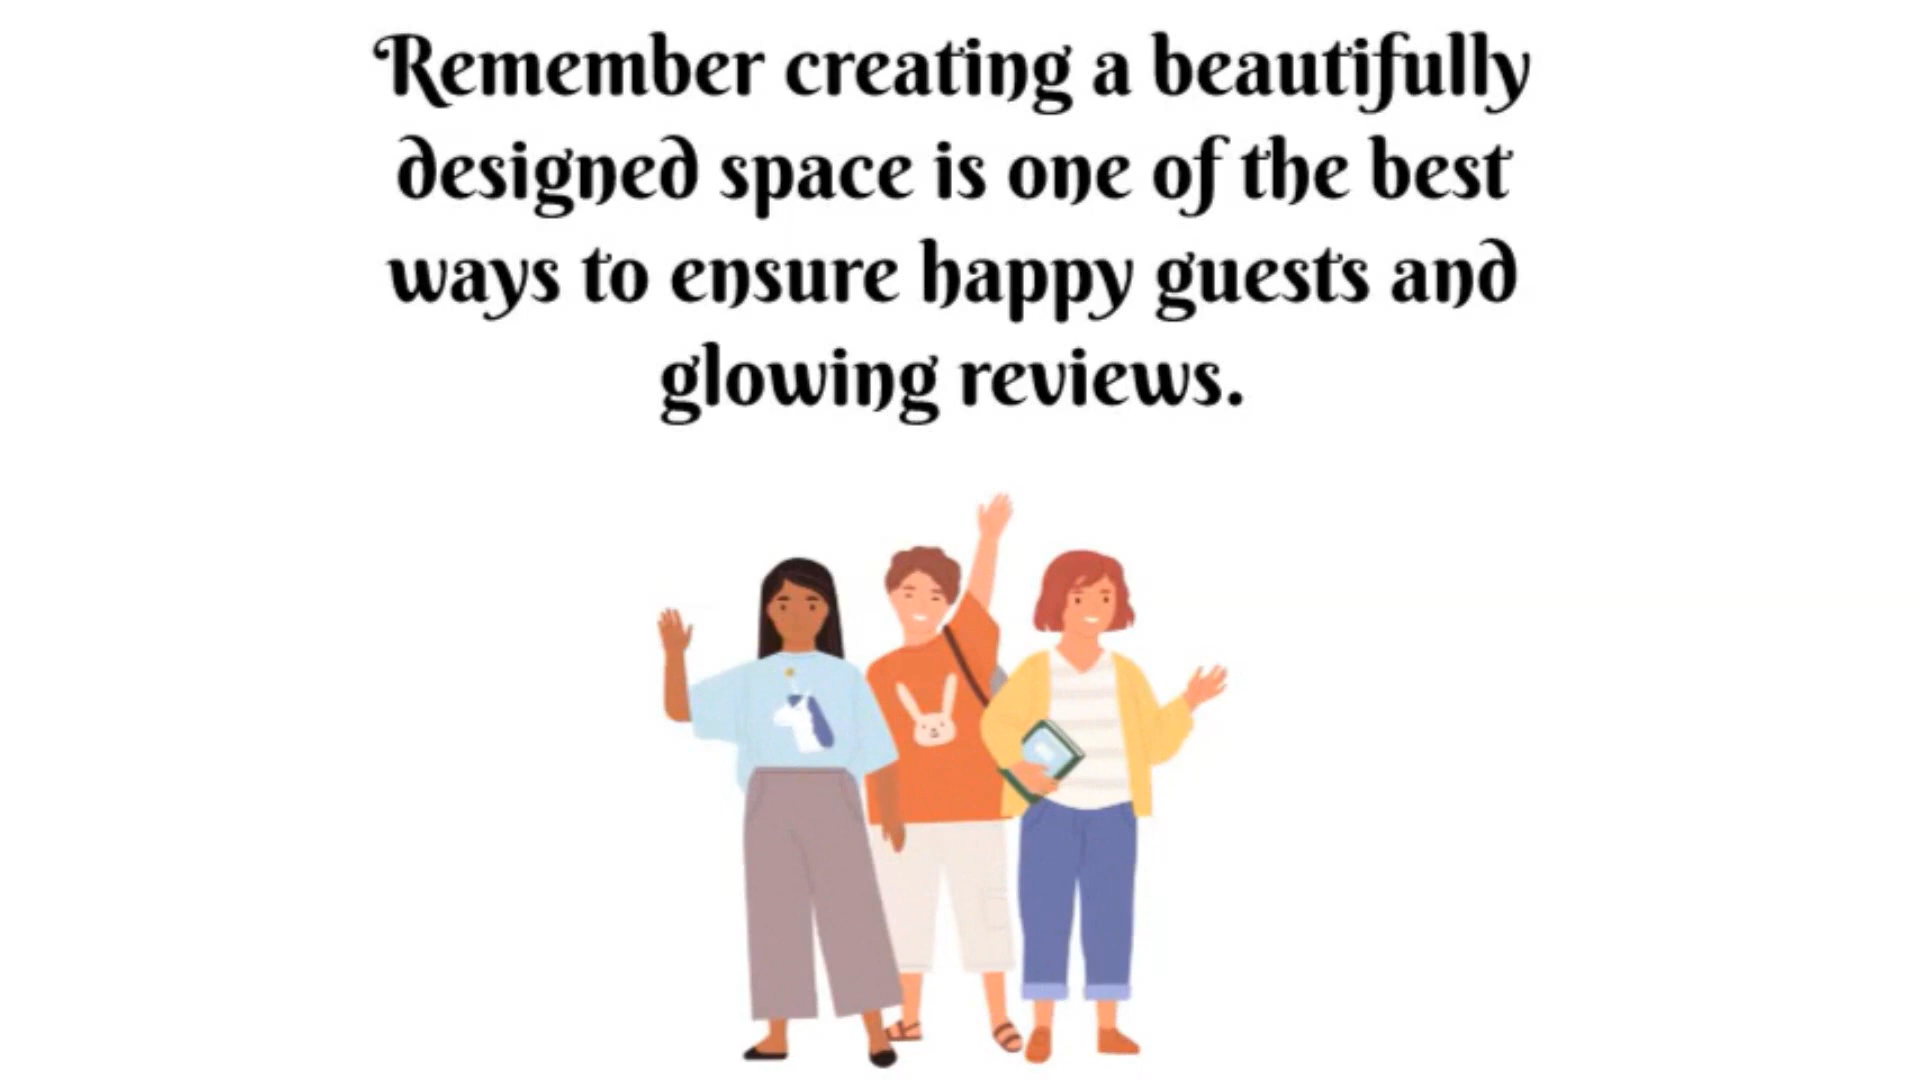 Remember creating a beautifully
designed space is one of the best
ways to ensure happy guests and
glowing reviews.